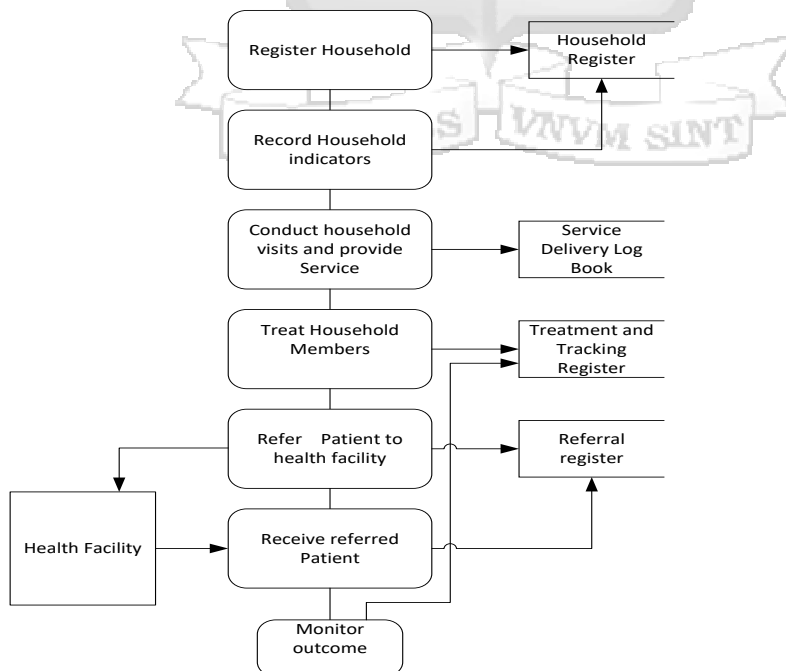 Register Household
Household
Register
Record Household
indicators
S
VNVM SINT
Conduct household
visits and provide
Service
Service
Delivery Log
Book
Treat Household
Members
Treatment and
Tracking
Register
Refer Patient to
health facility
Referral
register
Health Facility
Receive referred
Patient
Monitor
outcome